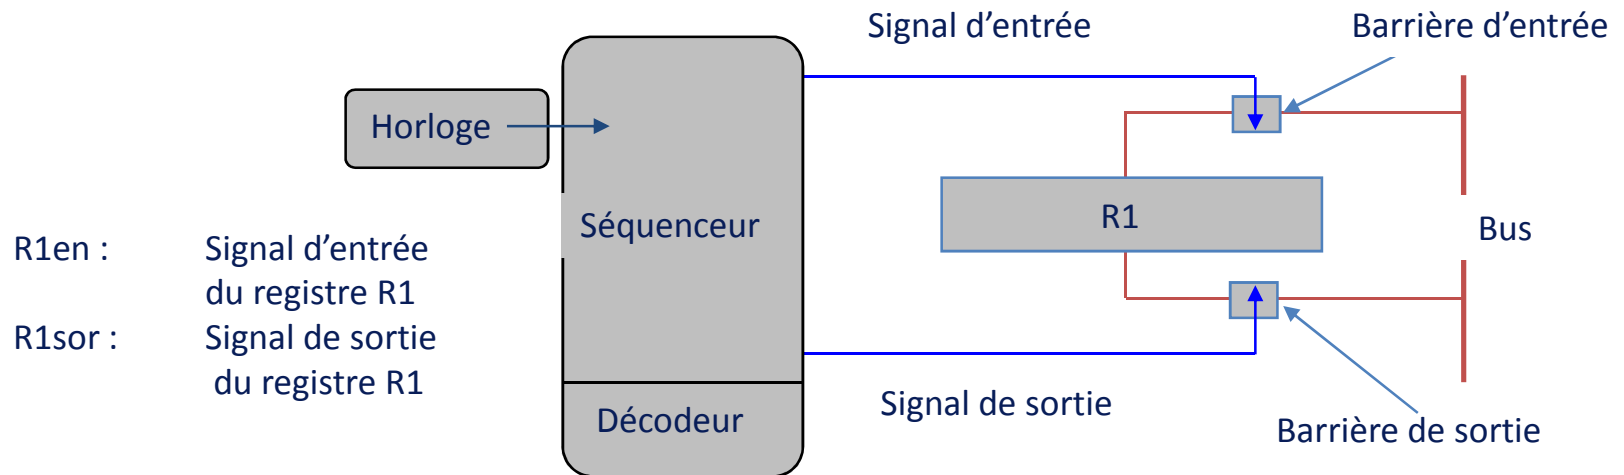 Signal d’entrée
Barrière d’entrée
Horloge
Séquenceur
R1
Bus
R1en : Signal d’entrée
du registre R1
R1sor : Signal de sortie
du registre R1
Décodeur
Signal de sortie
Barrière de sortie